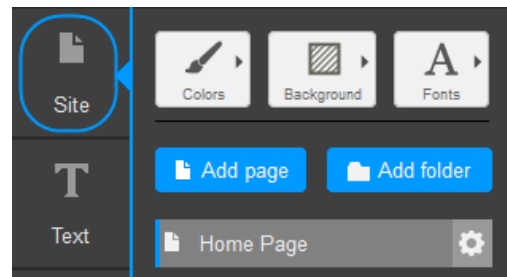 Site
Colors
Background
Fonts
Add page
Add folder
Text
Home Page